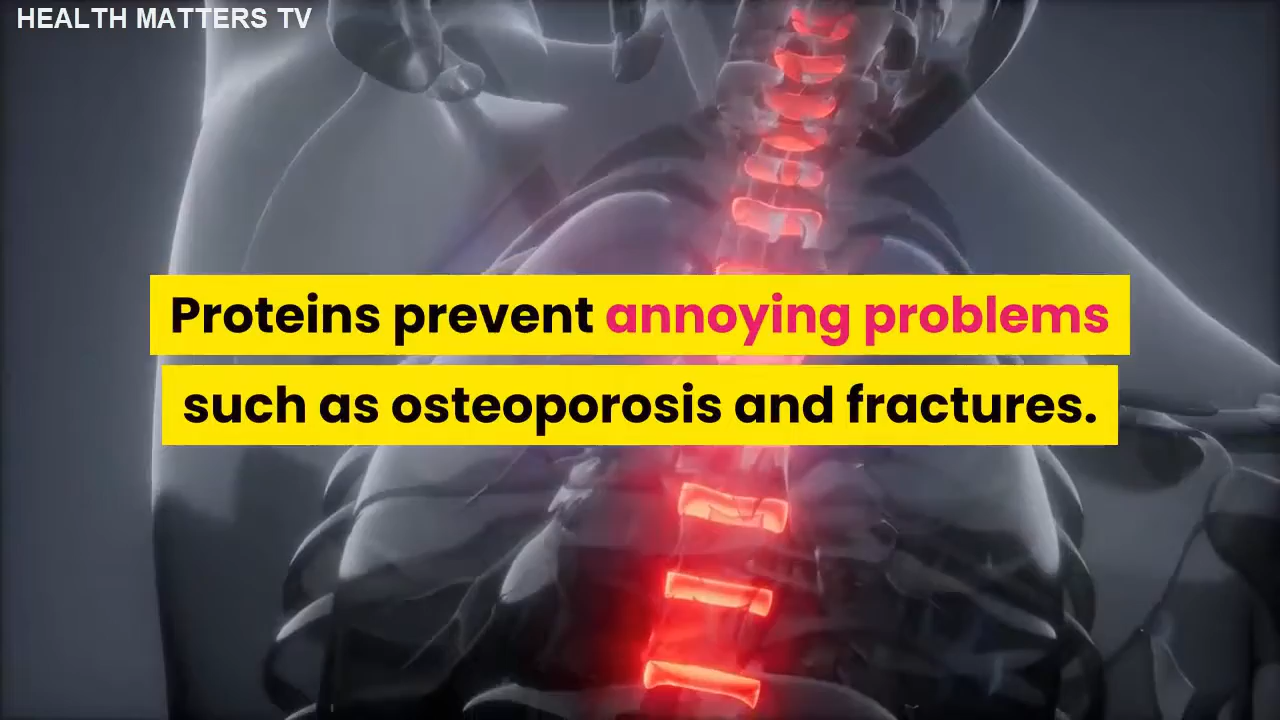 HEALTH MATTERS TV
Proteins prevent annoying problems
such as osteoporosis and fractures.